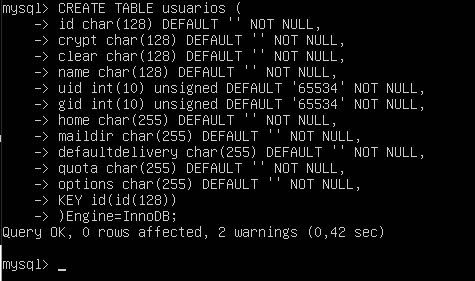 mysql> CREATE TABLE usuarios (
    -> id char(128) DEFAULT '' NOT NULL,
    -> crypt char(128) DEFAULT '' NOT NULL,
    -> clear char(128) DEFAULT '' NOT NULL,
    -> name char(128) DEFAULT '' NOT NULL,
    -> uid int(10) unsigned DEFAULT '65534' NOT NULL,
    -> gid int(10) unsigned DEFAULT '65534' NOT NULL,
    -> home char(255) DEFAULT '' NOT NULL,
    -> maildir char(255) DEFAULT '' NOT NULL,
    -> defaultdelivery char(255) DEFAULT '' NOT NULL,
    -> quota char(255) DEFAULT '' NOT NULL,
    -> options char(255) DEFAULT '' NOT NULL,
    -> KEY id(id(128))
    -> )Engine=InnoDB;
Query OK, 0 rows affected, 2 warnings (0,42 sec)
mysql> _